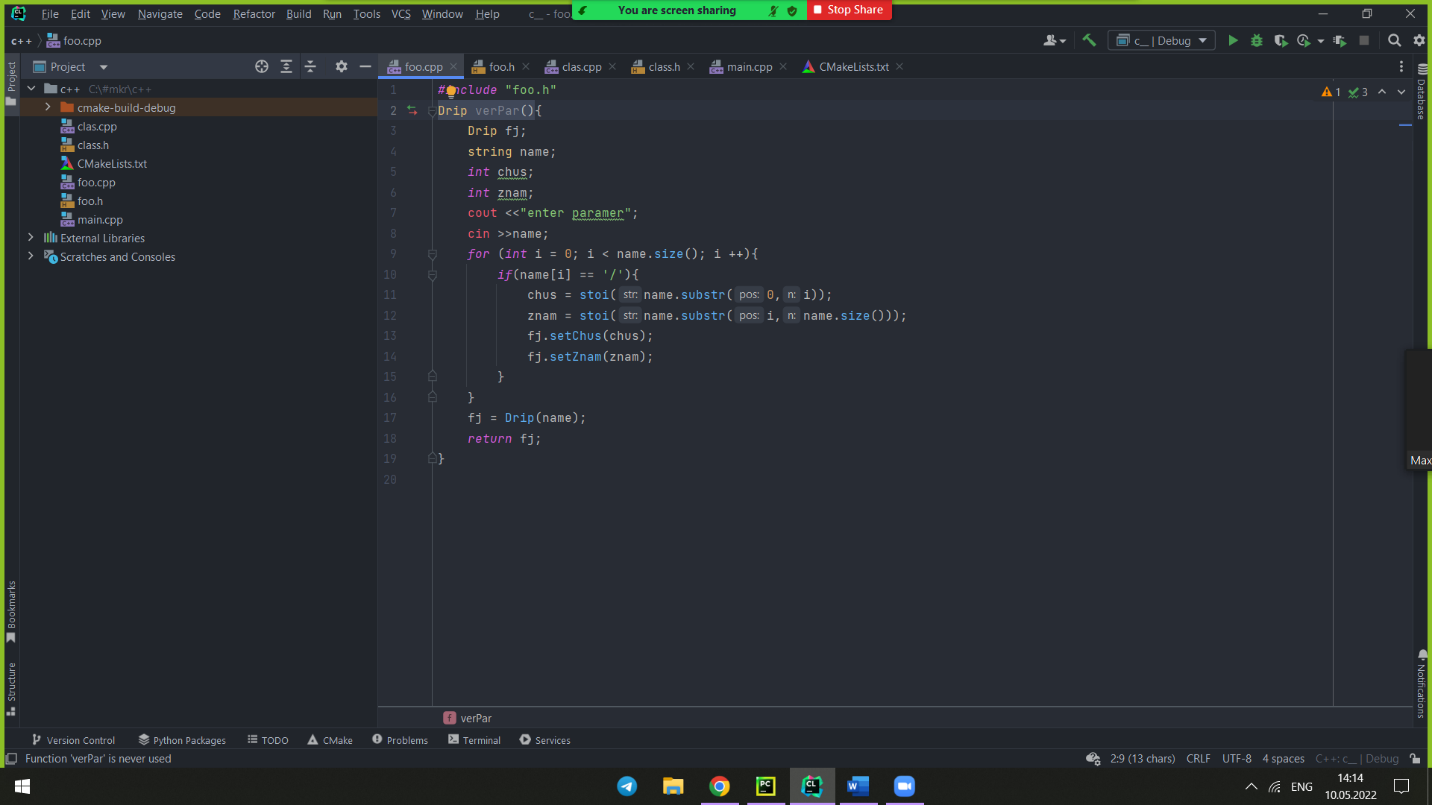 You are screen sharing Stop Share
File Edit View Navigate Code Refactor Build Run Tools VCS Window Help c__ - foo.
c++ foo.cpp c__ | Debug
Project foo.cpp foo.h clas.cpp class.h main.cpp CMakeLists.txt
Project
Bookmarks
Structure
Database
Notifications
c++ C:\#mkr\c++
cmake-build-debug
clas.cpp
class.h
CMakeLists.txt
foo.cpp
foo.h
main.cpp
External Libraries
Scratches and Consoles
1 3
1 #include "foo.h"
2 Drip verPar(){
3 Drip fj;
4 string name;
5 int chus;
6 int znam;
7 cout <<"enter paramer";
8 cin >>name;
9 for (int i = 0; i < name.size(); i ++){
10 if(name[i] == '/'){
11 chus = stoi( str: name.substr( pos: 0, n: i));
12 znam = stoi( str: name.substr( pos: i, n: name.size()));
13 fj.setChus(chus);
14 fj.setZnam(znam);
15 }
16 }
17 fj = Drip(name);
18 return fj;
19 }
20
Max
f verPar
Version Control Python Packages TODO CMake Problems Terminal Services
Function 'verPar' is never used 2:9 (13 chars) CRLF UTF-8 4 spaces C++: c__ | Debug
PC CL W ENG 14:14
10.05.2022